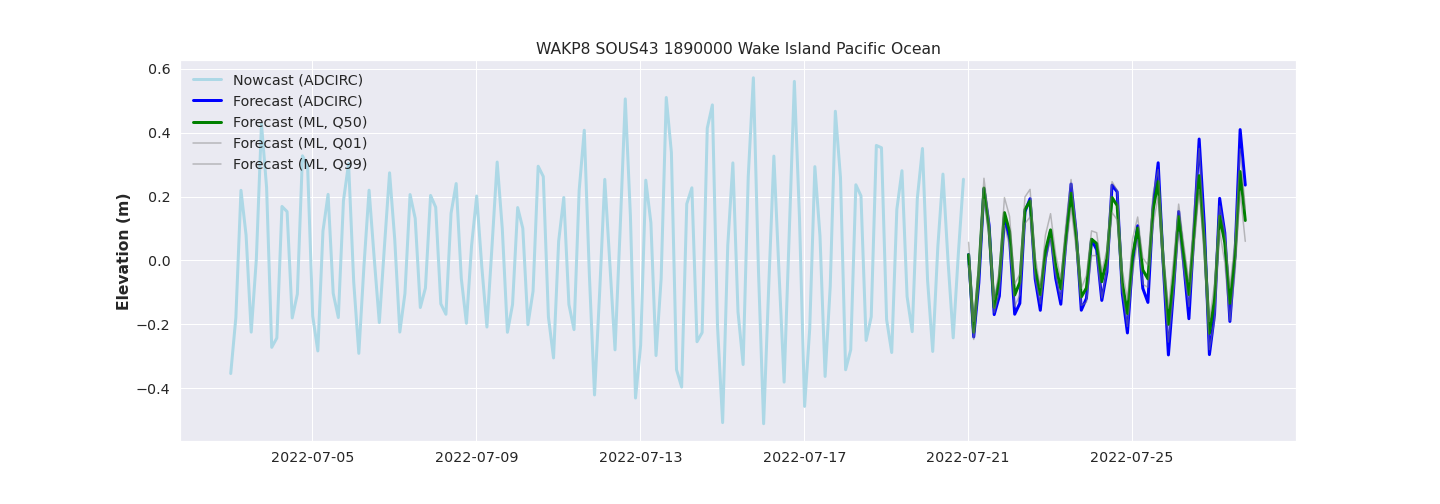 WAKP8 SOUS43 1890000 Wake Island Pacific Ocean
Elevation (m)
0.6
0.4
0.2
0.0
−0.2
−0.4
Nowcast (ADCIRC)
Forecast (ADCIRC)
Forecast (ML, Q50)
Forecast (ML, Q01)
Forecast (ML, Q99)
2022-07-05
2022-07-09
2022-07-13
2022-07-17
2022-07-21
2022-07-25